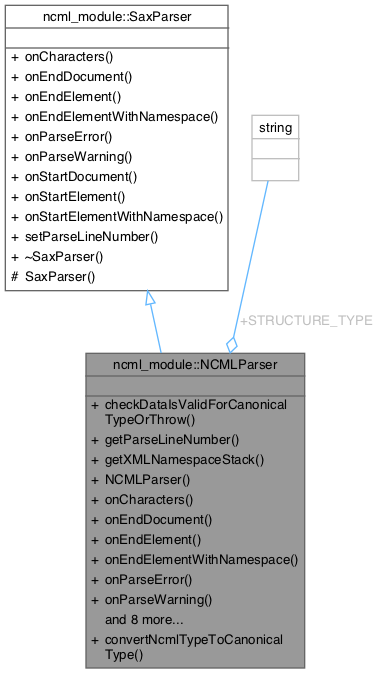 ncml_module::SaxParser
+ onCharacters()
+ onEndDocument()
+ onEndElement()
+ onEndElementWithNamespace()
+ onParseError()
+ onParseWarning()
+ onStartDocument()
+ onStartElement()
+ onStartElementWithNamespace()
+ setParseLineNumber()
+ ~SaxParser()
# SaxParser()
string
+STRUCTURE_TYPE
ncml_module::NCMLParser
+ checkDataIsValidForCanonical
TypeOrThrow()
+ getParseLineNumber()
+ getXMLNamespaceStack()
+ NCMLParser()
+ onCharacters()
+ onEndDocument()
+ onEndElement()
+ onEndElementWithNamespace()
+ onParseError()
+ onParseWarning()
and 8 more...
+ convertNcmlTypeToCanonical
Type()